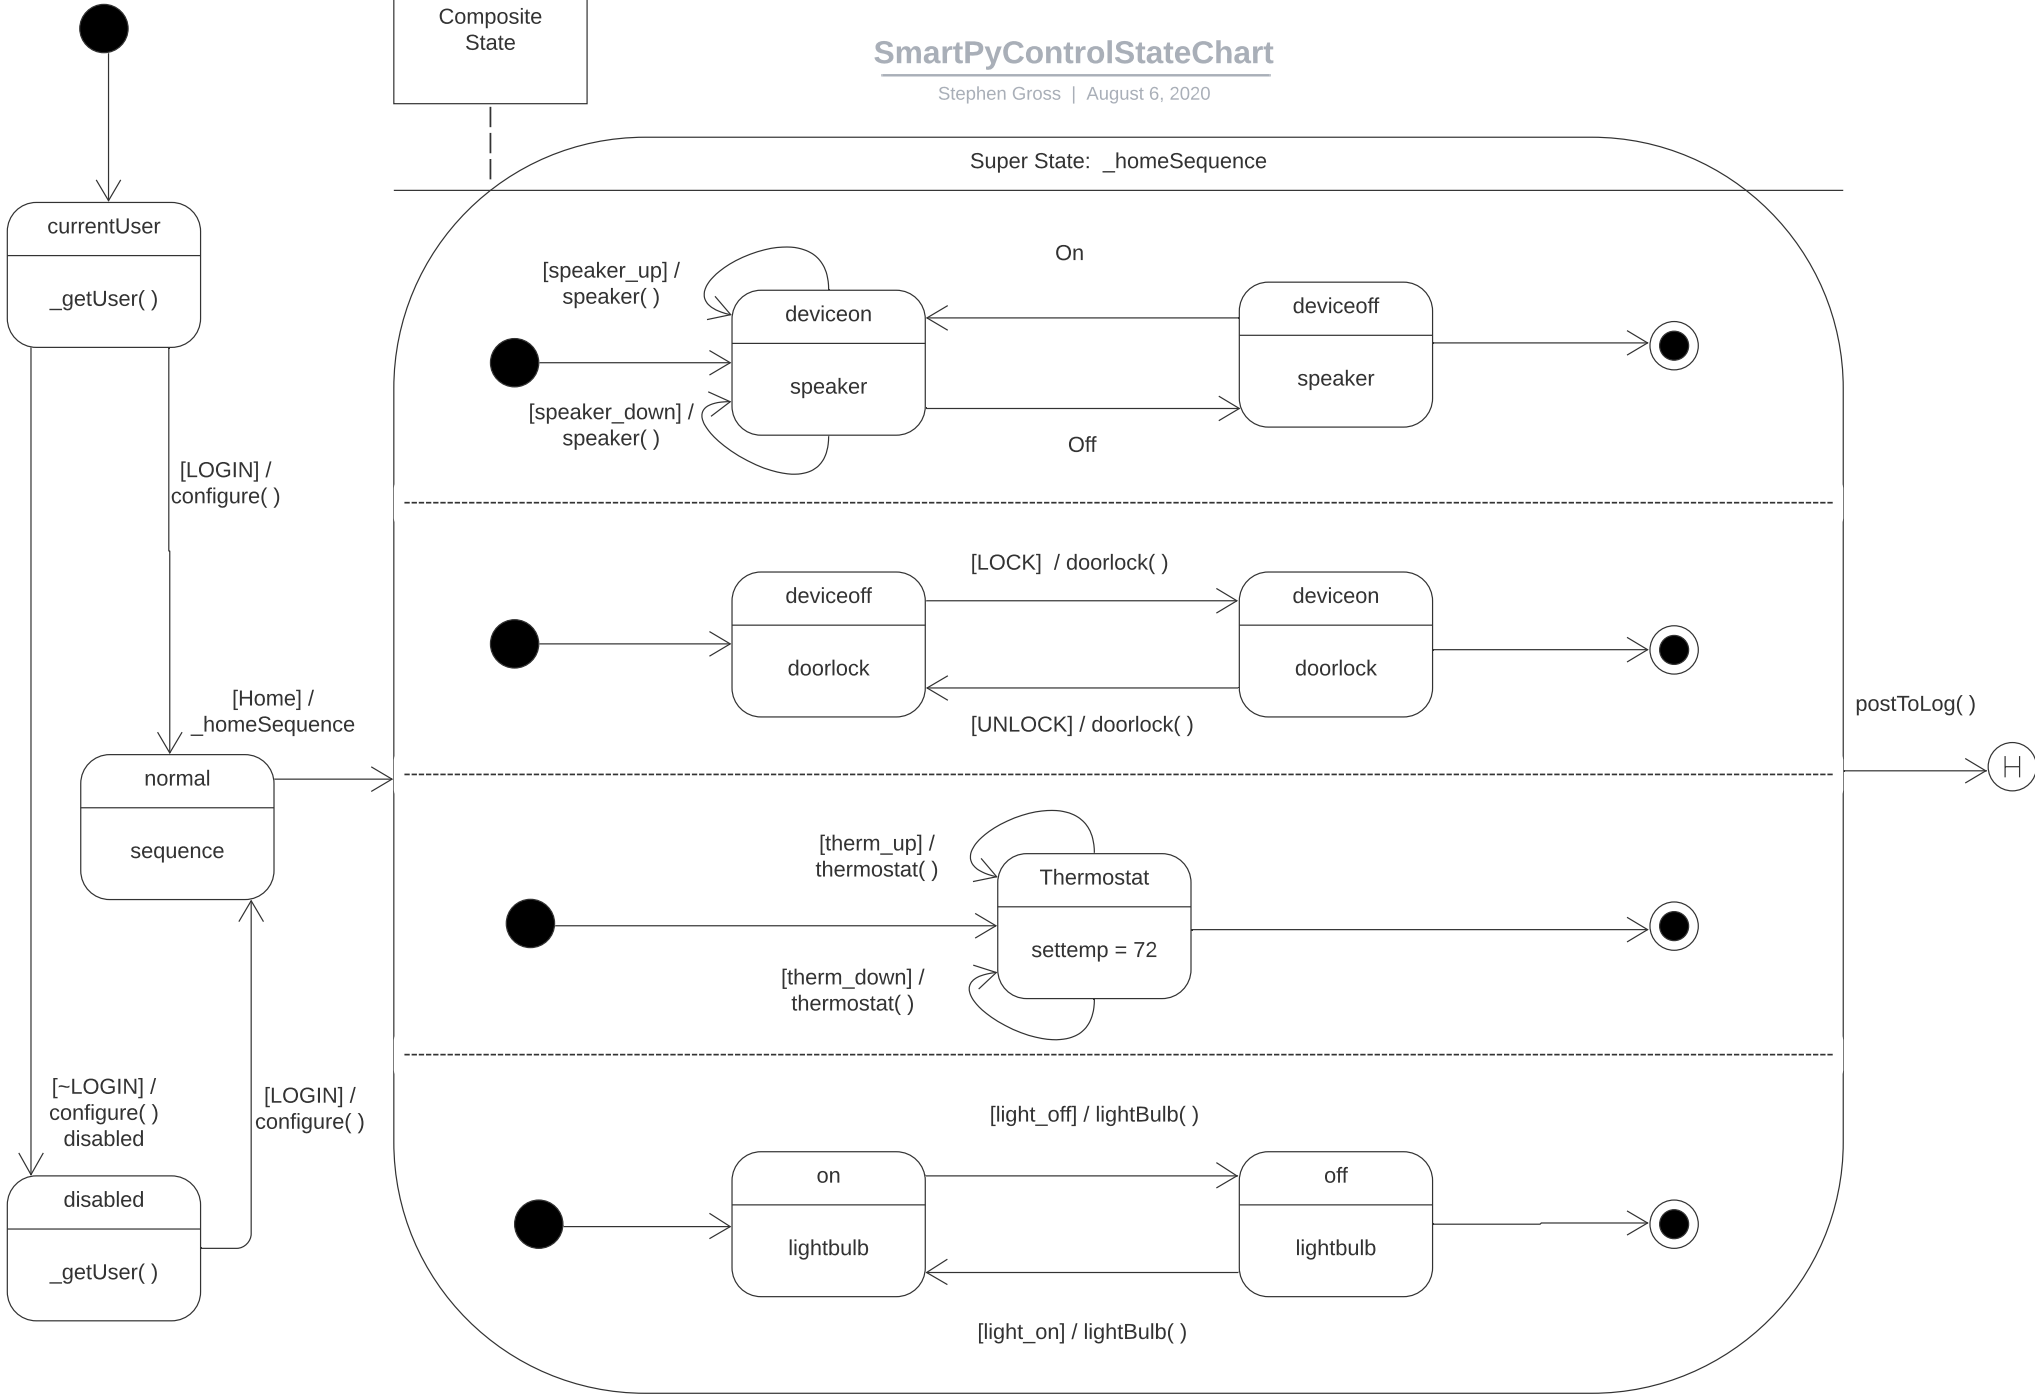 Composite
State
SmartPyControlStateChart
Stephen Gross | August 6, 2020
Super State:  _homeSequence
currentUser
_getUser( )
[speaker_up] /
speaker( )
On
deviceon
speaker
deviceoff
speaker
[speaker_down] /
speaker( )
Off
[LOGIN] /
configure( )
[LOCK]  / doorlock( )
deviceoff
doorlock
deviceon
doorlock
[UNLOCK] / doorlock( )
[Home] /
_homeSequence
postToLog( )
H
normal
sequence
[therm_up] /
thermostat( )
Thermostat
settemp = 72
[therm_down] /
thermostat( )
[~LOGIN] /
configure( )
disabled
[LOGIN] /
configure( )
[light_off] / lightBulb( )
on
lightbulb
off
lightbulb
[light_on] / lightBulb( )
disabled
_getUser( )